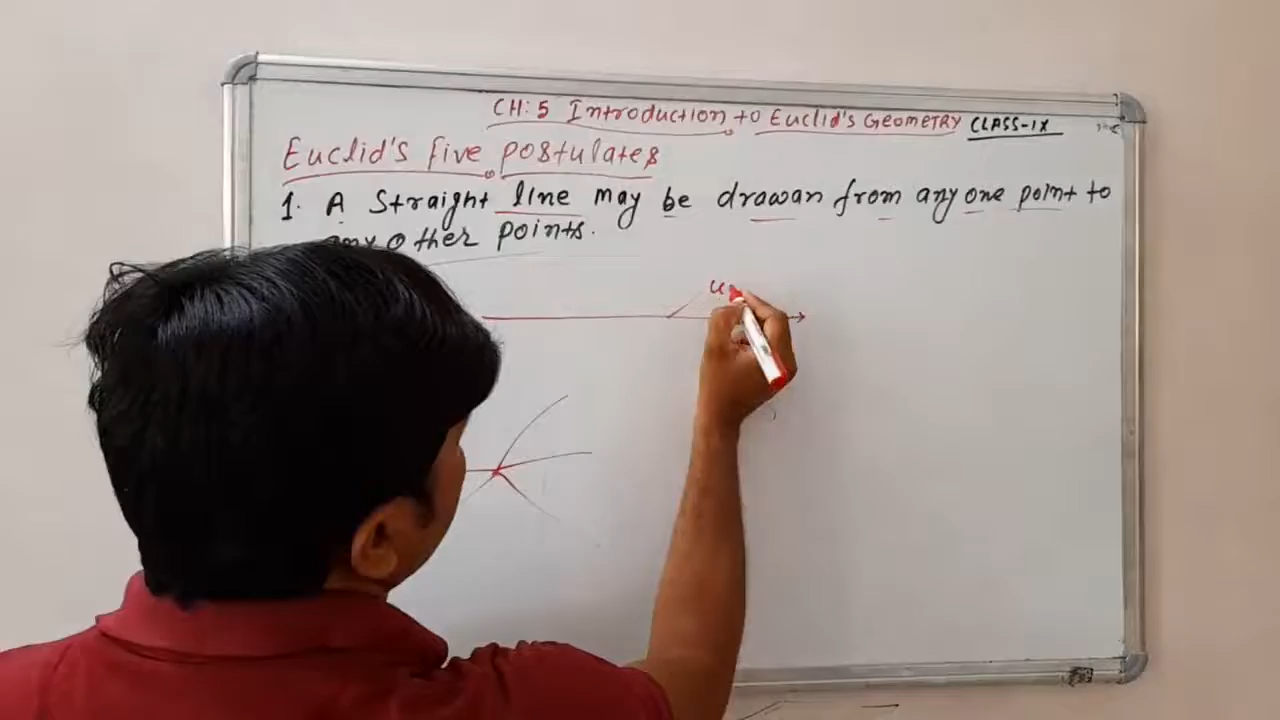 CH: 5 Introduction to Euclid's Geometry CLASS-IX
Euclid's five postulates
1. A Straight line may be drawan from any one point to
any other points.